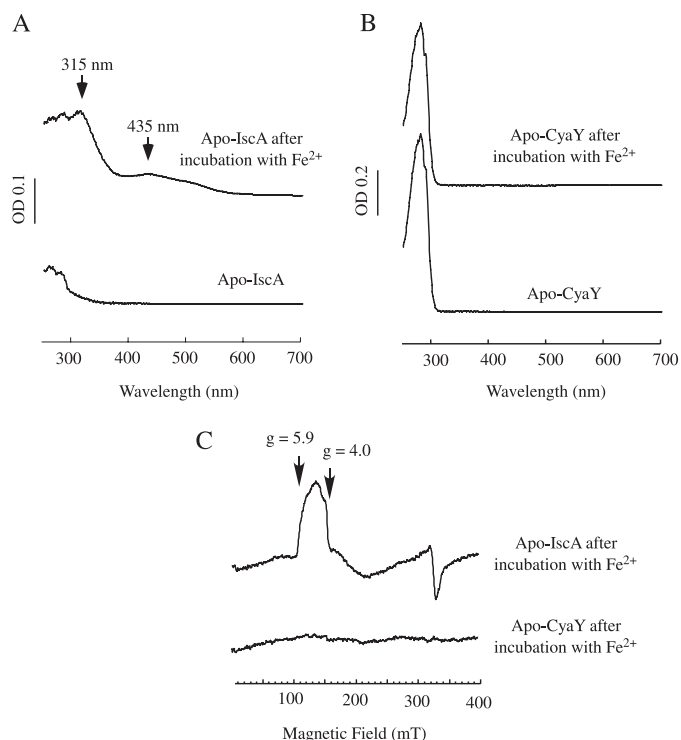 A
315 nm
435 nm
Apo-IscA after
incubation with Fe2+
OD 0.1
Apo-IscA
300 400 500 600 700
Wavelength (nm)
B
Apo-CyaY after
incubation with Fe2+
OD 0.2
Apo-CyaY
300 400 500 600 700
Wavelength (nm)
C
g = 5.9
g = 4.0
Apo-IscA after
incubation with Fe2+
Apo-CyaY after
incubation with Fe2+
100 200 300 400
Magnetic Field (mT)